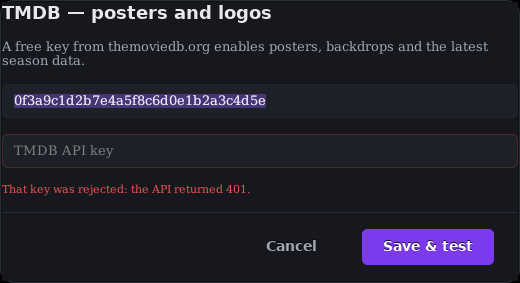 TMDB — posters and logos
A free key from themoviedb.org enables posters, backdrops and the latest
season data.
0f3a9c1d2b7e4a5f8c6d0e1b2a3c4d5e
TMDB API key
That key was rejected: the API returned 401.
Cancel
Save & test